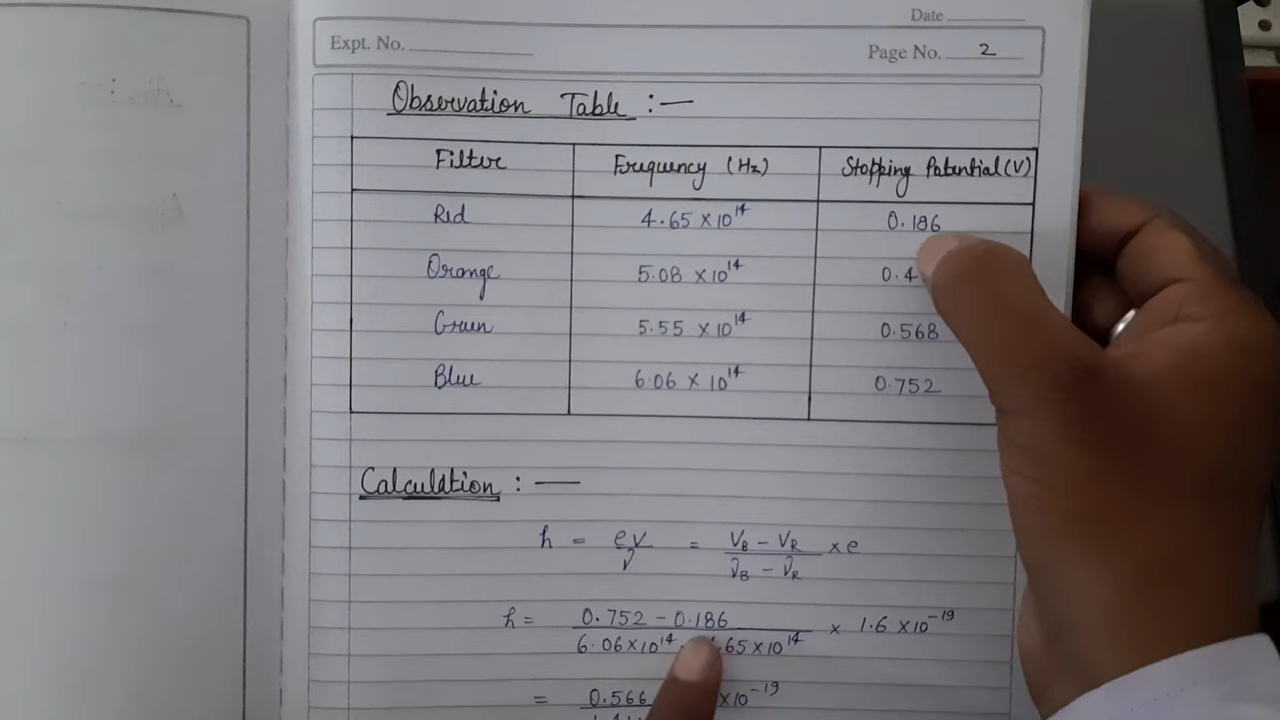 Date
Expt. No.
Page No. 2
Observation Table :—
Filter Frequency (Hz) Stopping Potential (V)
Red 4.65 × 10¹⁴ 0.186
Orange 5.08 × 10¹⁴ 0.4
Green 5.55 × 10¹⁴ 0.568
Blue 6.06 × 10¹⁴ 0.752
Calculation : —
h = eV/ν = (V_B − V_R)/(ν_B − ν_R) × e
h = 0.752 − 0.186 × 1.6 × 10⁻¹⁹
6.06 × 10¹⁴ .65 × 10¹⁴
= 0.566 × 10⁻¹⁹